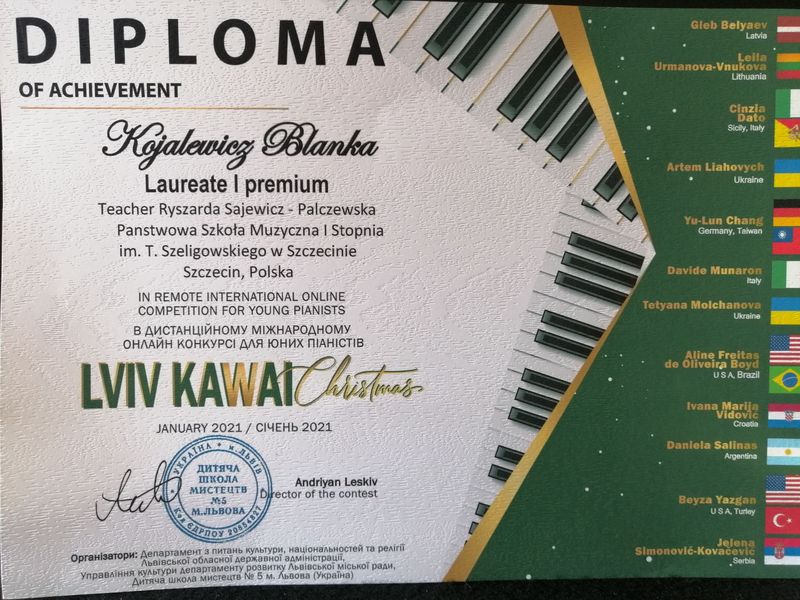 DIPLOMA
OF ACHIEVEMENT
Kojalewicz Blanka
Laureate I premium
Teacher Ryszarda Sajewicz - Palczewska
Panstwowa Szkoła Muzyczna I Stopnia
im. T. Szeligowskiego w Szczecinie
Szczecin, Polska
IN REMOTE INTERNATIONAL ONLINE
COMPETITION FOR YOUNG PIANISTS
В ДИСТАНЦІЙНОМУ МІЖНАРОДНОМУ
ОНЛАЙН КОНКУРСІ ДЛЯ ЮНИХ ПІАНІСТІВ
LVIV KAWAI Christmas
JANUARY 2021 / СІЧЕНЬ 2021
УКРАЇНА * м. ЛЬВІВ
ДИТЯЧА
ШКОЛА
МИСТЕЦТВ
№5
М.ЛЬВОВА
Код ЄДРПОУ 20854827
Andriyan Leskiv
Director of the contest
Організатори: Департамент з питань культури, національностей та релігії
Львівської обласної державної адміністрації,
Управління культури департаменту розвитку Львівської міської ради,
Дитяча школа мистецтв № 5 м. Львова (Україна)
Gleb Belyaev
Latvia
Leila
Urmanova-Vnukova
Lithuania
Cinzia
Dato
Sicily, Italy
Artem Liahovych
Ukraine
Yu-Lun Chang
Germany, Taiwan
Davide Munaron
Italy
Tetyana Molchanova
Ukraine
Aline Freitas
de Oliveira Boyd
U S A, Brazil
Ivana Marija
Vidovic
Croatia
Daniela Salinas
Argentina
Beyza Yazgan
U S A, Turley
Jelena
Simonović-Kovačević
Serbia